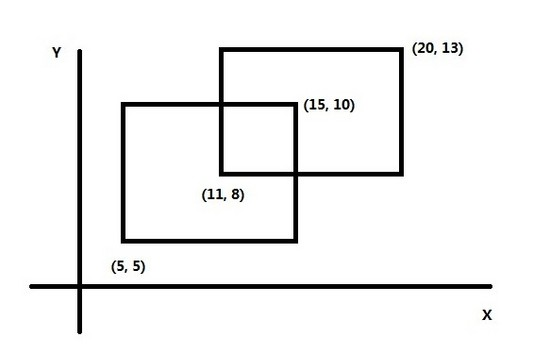 Y
(20, 13)
(15, 10)
(11, 8)
(5, 5)
X